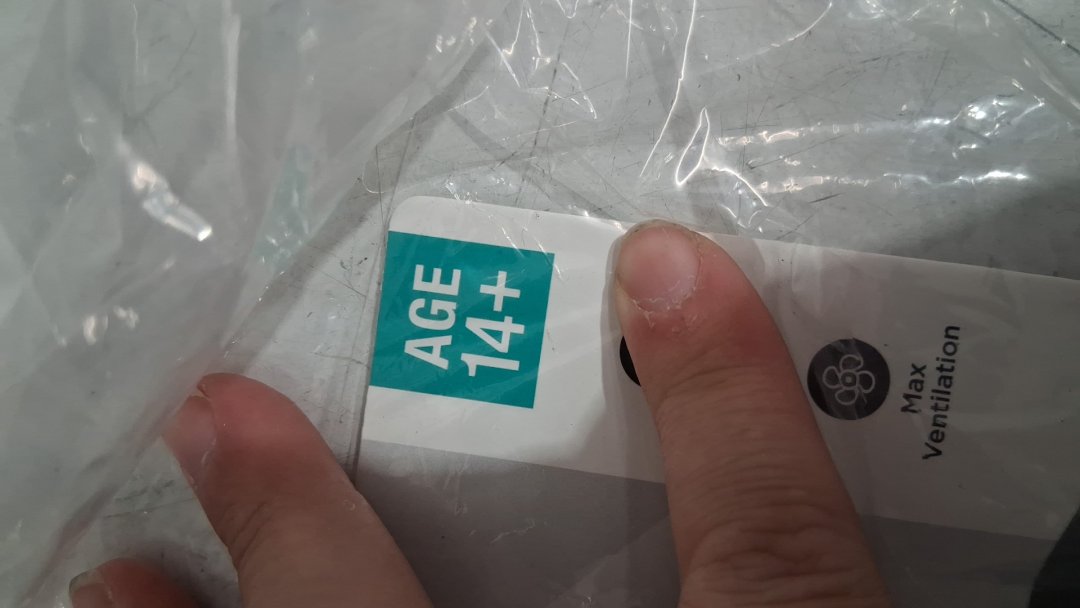 AGE
14+
Max
Ventilation